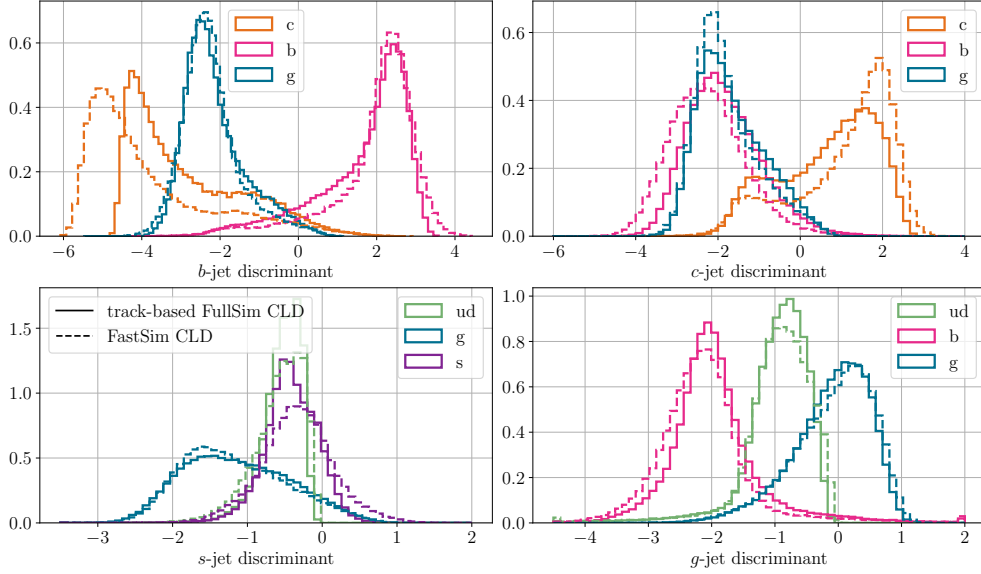 0.6
0.4
0.2
0.0
c
b
g
−6 −4 −2 0 2 4
b-jet discriminant
0.6
0.4
0.2
0.0
c
b
g
−6 −4 −2 0 2 4
c-jet discriminant
1.5
1.0
0.5
0.0
track-based FullSim CLD
FastSim CLD
ud
g
s
−3 −2 −1 0 1 2
s-jet discriminant
1.0
0.8
0.6
0.4
0.2
0.0
ud
b
g
−4 −3 −2 −1 0 1 2
g-jet discriminant